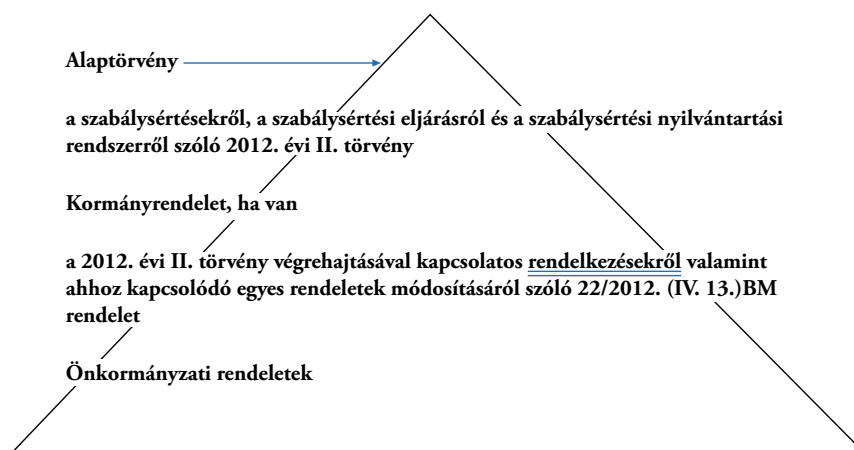 Alaptörvény
a szabálysértésekről, a szabálysértési eljárásról és a szabálysértési nyilvántartási
rendszerről szóló 2012. évi II. törvény
Kormányrendelet, ha van
a 2012. évi II. törvény végrehajtásával kapcsolatos rendelkezésekről valamint
ahhoz kapcsolódó egyes rendeletek módosításáról szóló 22/2012. (IV. 13.)BM
rendelet
Önkormányzati rendeletek